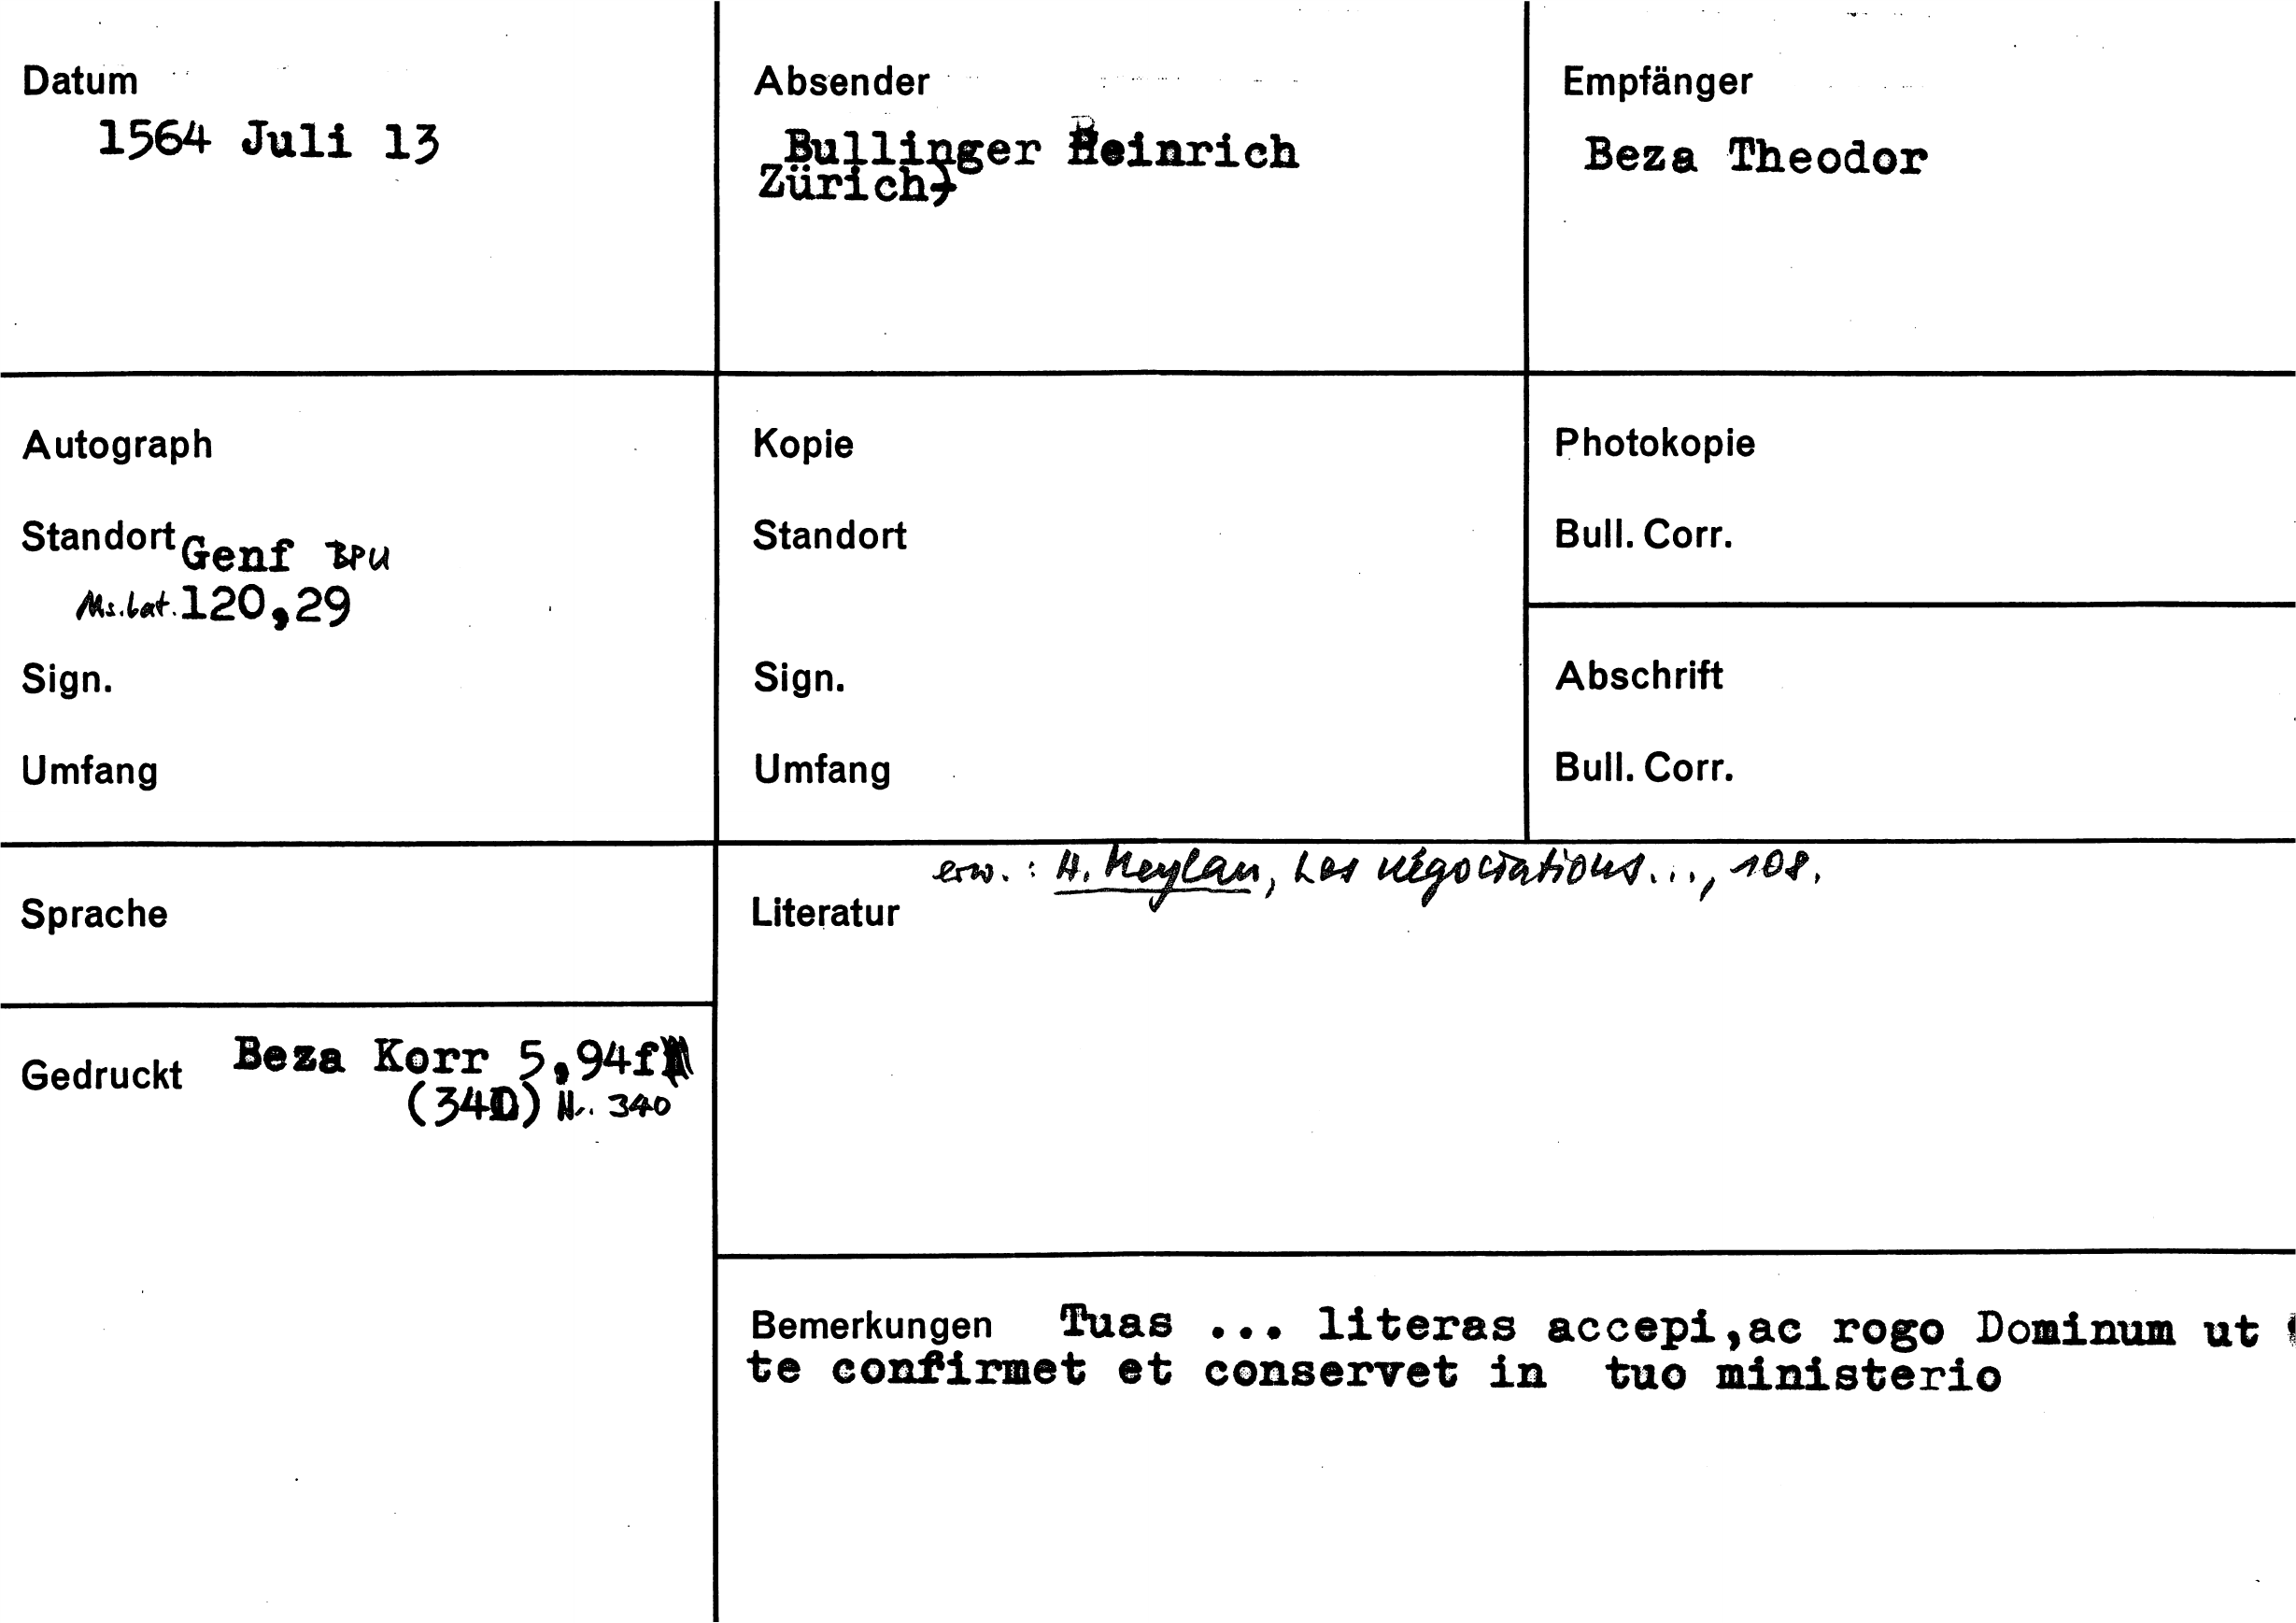 Datum
1564 Juli 13
Absender
Bullinger Heinrich
Zürich)
Empfänger
Beza Theodor
Autograph
Standort Genf BPU
Ms. lat. 120,29
Sign.
Umfang
Kopie
Standort
Sign.
Umfang
Photokopie
Bull. Corr.
Abschrift
Bull. Corr.
Sprache
Gedruckt Beza Korr 5,94f
(340) Nr. 340
erw.: H. Meylan, Les négociations..., 108.
Literatur
Bemerkungen Tuas ... literas accepi,ac rogo Dominum ut
te confirmet et conservet in tuo ministerio